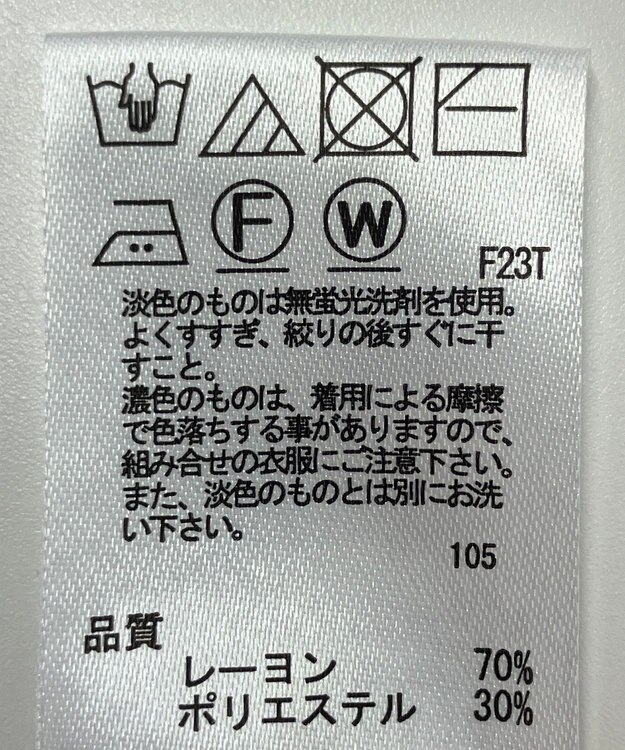 F W
F23T
淡色のものは無蛍光洗剤を使用。
よくすすぎ、絞りの後すぐに干
すこと。
濃色のものは、着用による摩擦
で色落ちする事がありますので、
組み合せの衣服にご注意下さい。
また、淡色のものとは別にお洗
い下さい。
105
品質
レーヨン 70%
ポリエステル 30%